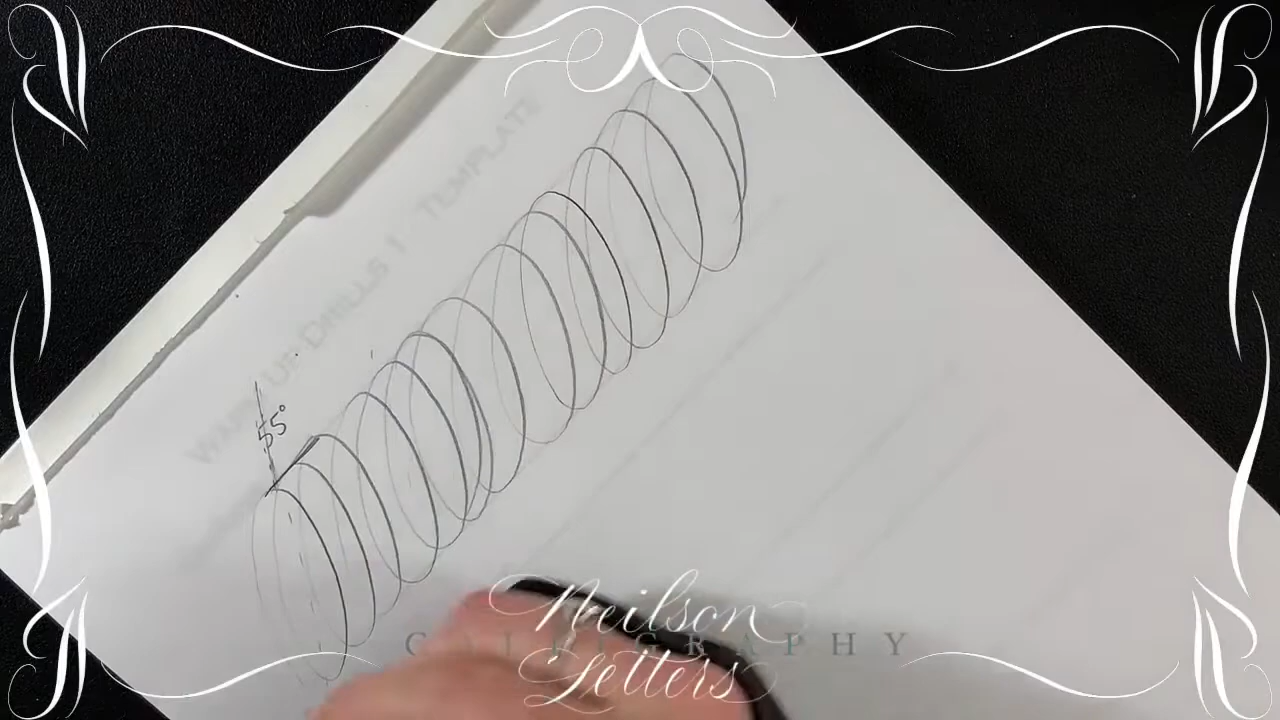 WARM UP DRILLS 1 TEMPLATE
55°
Neilson
CALLIGRAPHY
Letters